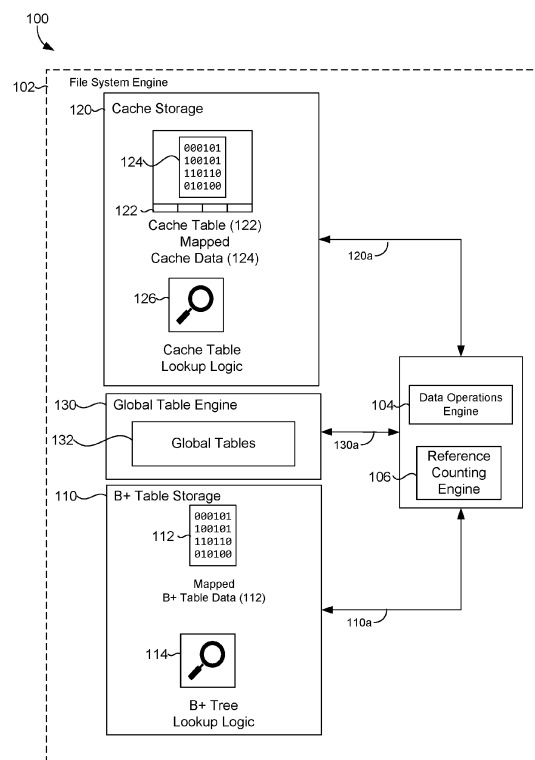 100
102
File System Engine
120
Cache Storage
124
000101
100101
110110
010100
122
Cache Table (122)
Mapped
Cache Data (124)
120a
126
Cache Table
Lookup Logic
104
Data Operations
Engine
130
Global Table Engine
132
Global Tables
130a
106
Reference
Counting
Engine
110
B+ Table Storage
112
000101
100101
110110
010100
Mapped
B+ Table Data (112)
110a
114
B+ Tree
Lookup Logic